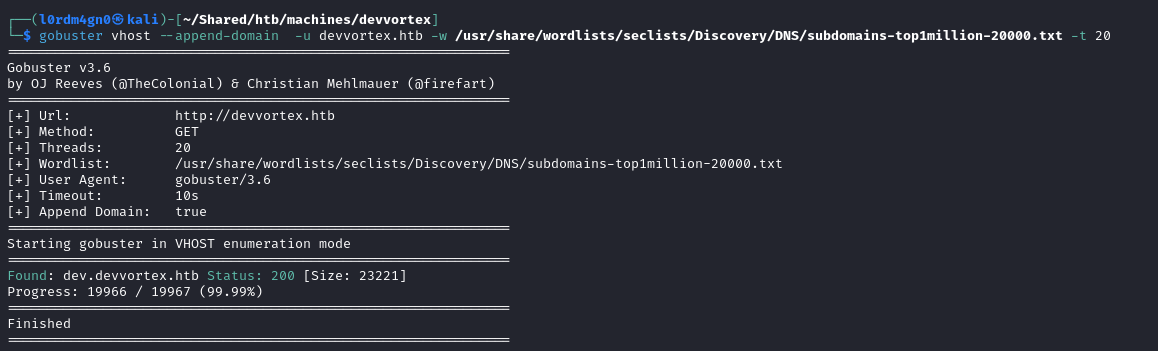 ┌──(l0rdm4gn0㉿kali)-[~/Shared/htb/machines/devvortex]
└─$ gobuster vhost --append-domain  -u devvortex.htb -w /usr/share/wordlists/seclists/Discovery/DNS/subdomains-top1million-20000.txt -t 20
===============================================================
Gobuster v3.6
by OJ Reeves (@TheColonial) & Christian Mehlmauer (@firefart)
===============================================================
[+] Url:             http://devvortex.htb
[+] Method:          GET
[+] Threads:         20
[+] Wordlist:        /usr/share/wordlists/seclists/Discovery/DNS/subdomains-top1million-20000.txt
[+] User Agent:      gobuster/3.6
[+] Timeout:         10s
[+] Append Domain:   true
===============================================================
Starting gobuster in VHOST enumeration mode
===============================================================
Found: dev.devvortex.htb Status: 200 [Size: 23221]
Progress: 19966 / 19967 (99.99%)
===============================================================
Finished
===============================================================